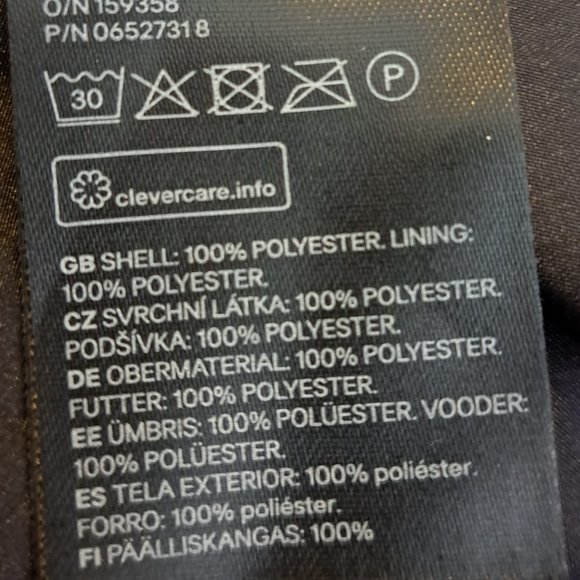 O/N 159358
P/N 06527318
30
P
clevercare.info
GB SHELL: 100% POLYESTER. LINING:
100% POLYESTER.
CZ SVRCHNÍ LÁTKA: 100% POLYESTER.
PODŠÍVKA: 100% POLYESTER.
DE OBERMATERIAL: 100% POLYESTER.
FUTTER: 100% POLYESTER.
EE ÜMBRIS: 100% POLÜESTER. VOODER:
100% POLÜESTER.
ES TELA EXTERIOR: 100% poliéster.
FORRO: 100% poliéster.
FI PÄÄLLISKANGAS: 100%